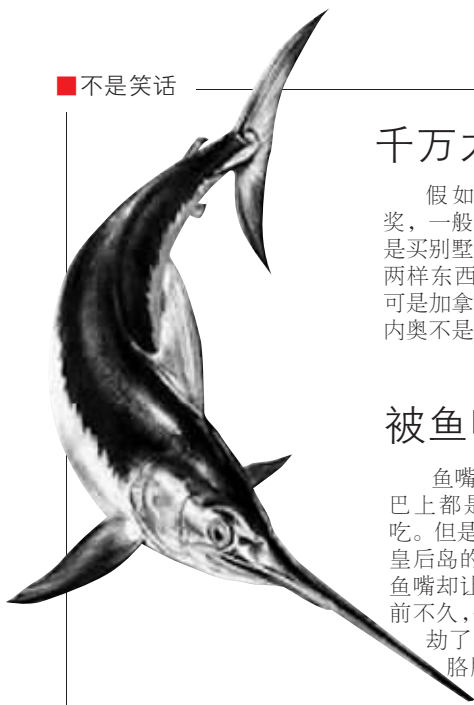 不是笑话
千万
假如
奖，一般
是买别墅
两样东西
可是加拿
内奥不是
被鱼
鱼嘴
巴上都是
吃。但是
皇后岛的
鱼嘴却让
前不久，
劫了
胳